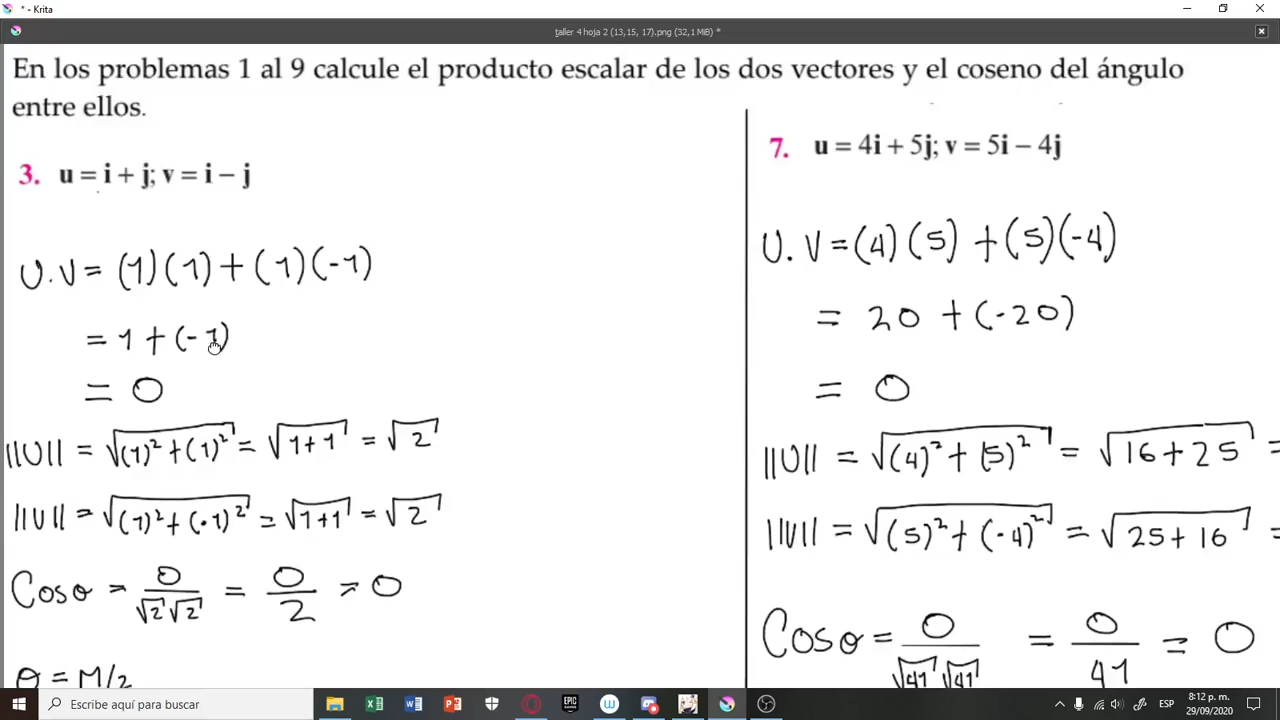 * - Krita
taller 4 hoja 2 (13,15, 17).png (32,1 MiB) *
En los problemas 1 al 9 calcule el producto escalar de los dos vectores y el coseno del ángulo
entre ellos.
3. u = i + j; v = i − j
U.V = (1)(1) + (1)(-1)
= 1 + (-1)
= 0
||U|| = √(1)² + (1)² = √1+1 = √2
||V|| = √(1)² + (-1)² = √1+1 = √2
Cosθ = 0/√2√2 = 0/2 = 0
θ = π/2
7. u = 4i + 5j; v = 5i − 4j
U.V = (4)(5) + (5)(-4)
= 20 + (-20)
= 0
||U|| = √(4)² + (5)² = √16+25 =
||V|| = √(5)² + (-4)² = √25+16 =
Cosθ = 0/√41√41 = 0/41 = 0
Escribe aquí para buscar
ESP
8:12 p. m.
29/09/2020